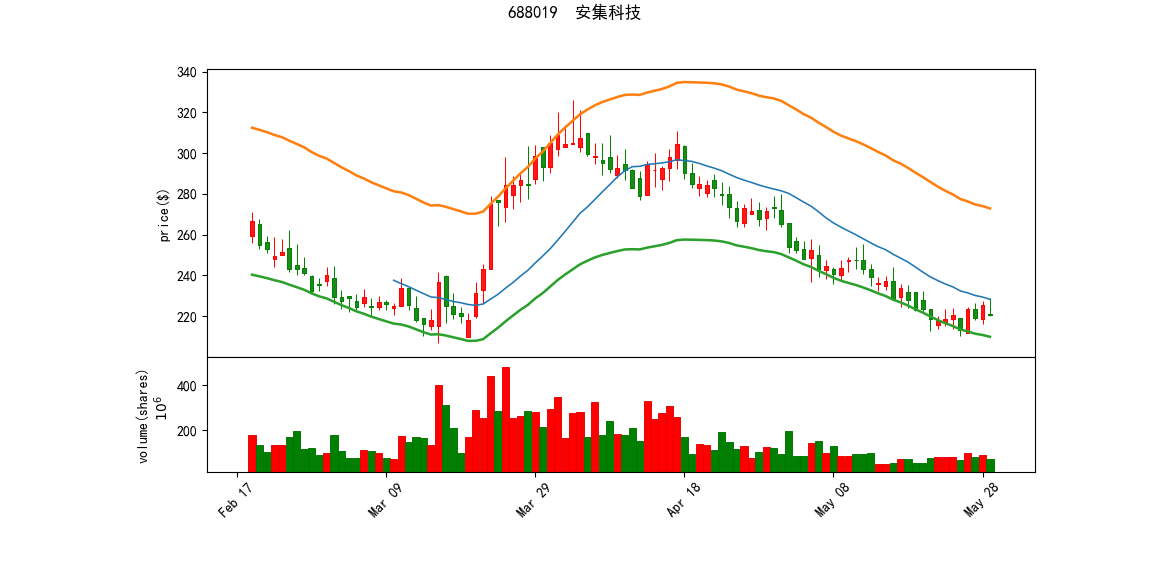 688019  安集科技
340
320
300
280
260
240
220
price($)
400
200
volume(shares)
10^6
Feb 17
Mar 09
Mar 29
Apr 18
May 08
May 28